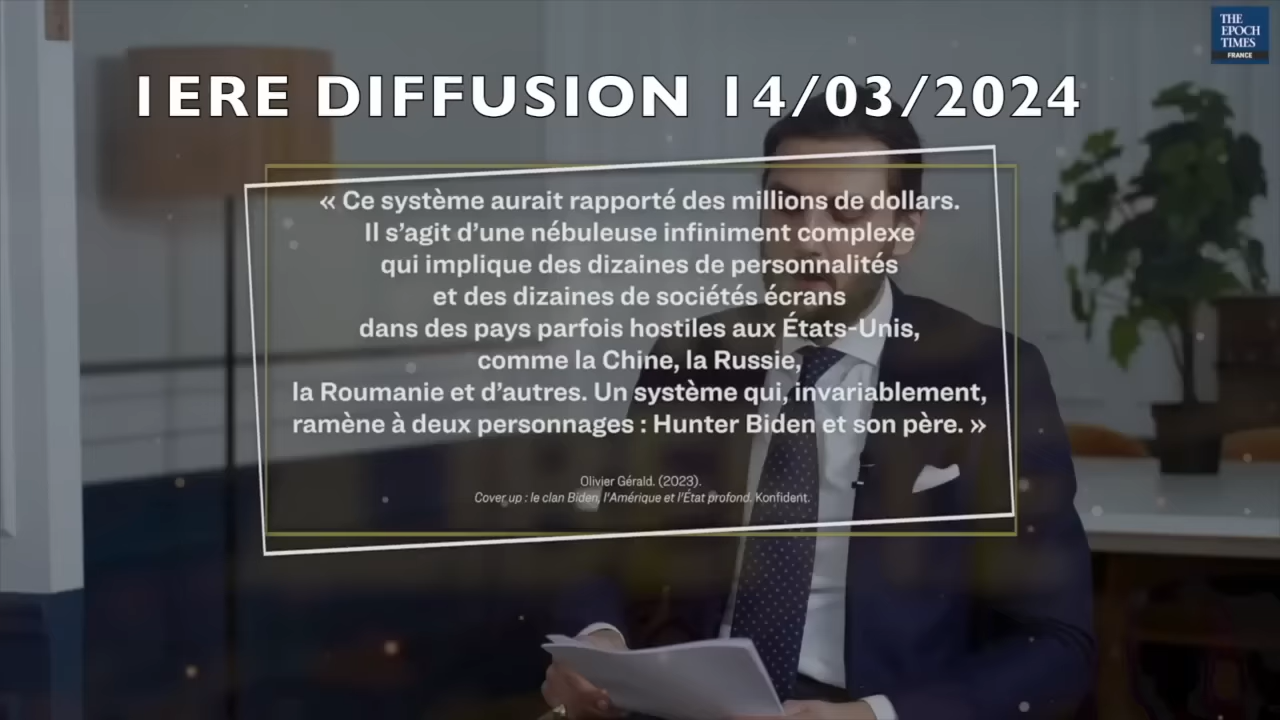 THE
EPOCH
TIMES
FRANCE
1ERE DIFFUSION 14/03/2024
« Ce système aurait rapporté des millions de dollars.
Il s’agit d’une nébuleuse infiniment complexe
qui implique des dizaines de personnalités
et des dizaines de sociétés écrans
dans des pays parfois hostiles aux États-Unis,
comme la Chine, la Russie,
la Roumanie et d’autres. Un système qui, invariablement,
ramène à deux personnages : Hunter Biden et son père. »
Olivier Gérald. (2023).
Cover up : le clan Biden, l’Amérique et l’État profond. Konfident.